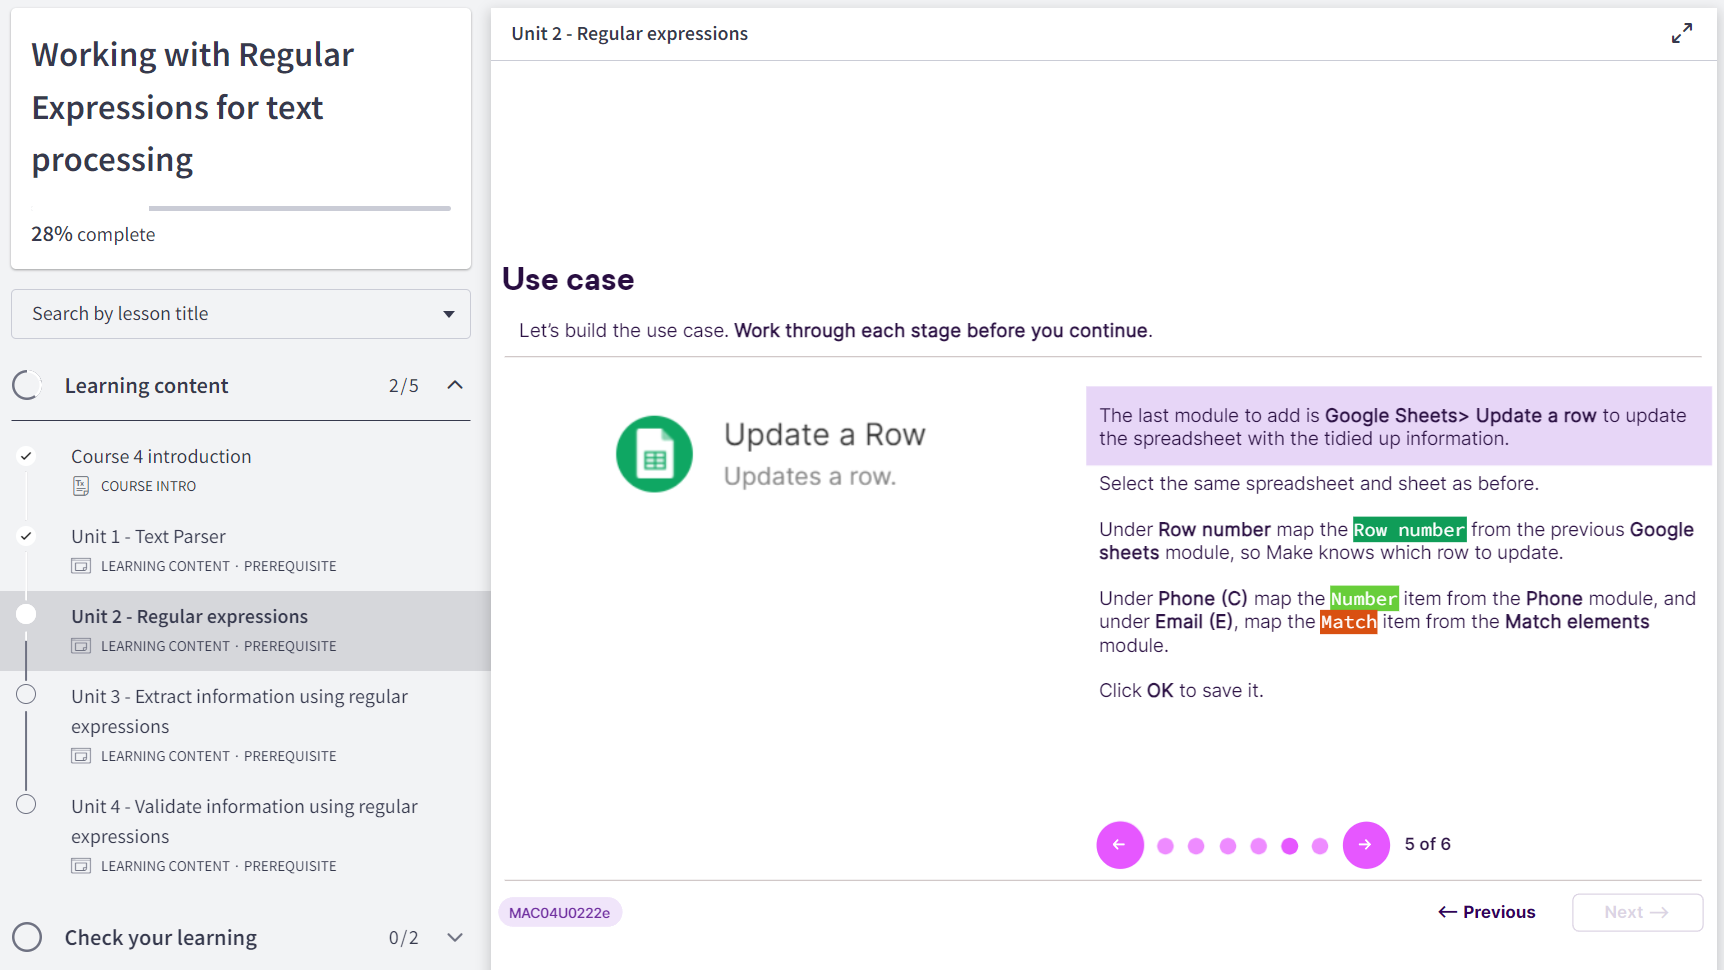 Working with Regular
Expressions for text
processing
28% complete
Search by lesson title
Learning content 2/5
Course 4 introduction
COURSE INTRO
Unit 1 - Text Parser
LEARNING CONTENT · PREREQUISITE
Unit 2 - Regular expressions
LEARNING CONTENT · PREREQUISITE
Unit 3 - Extract information using regular
expressions
LEARNING CONTENT · PREREQUISITE
Unit 4 - Validate information using regular
expressions
LEARNING CONTENT · PREREQUISITE
Check your learning 0/2
Unit 2 - Regular expressions
Use case
Let's build the use case. Work through each stage before you continue.
Update a Row
Updates a row.
The last module to add is Google Sheets> Update a row to update
the spreadsheet with the tidied up information.
Select the same spreadsheet and sheet as before.
Under Row number map the Row number from the previous Google
sheets module, so Make knows which row to update.
Under Phone (C) map the Number item from the Phone module, and
under Email (E), map the Match item from the Match elements
module.
Click OK to save it.
5 of 6
MAC04U0222e
← Previous
Next →